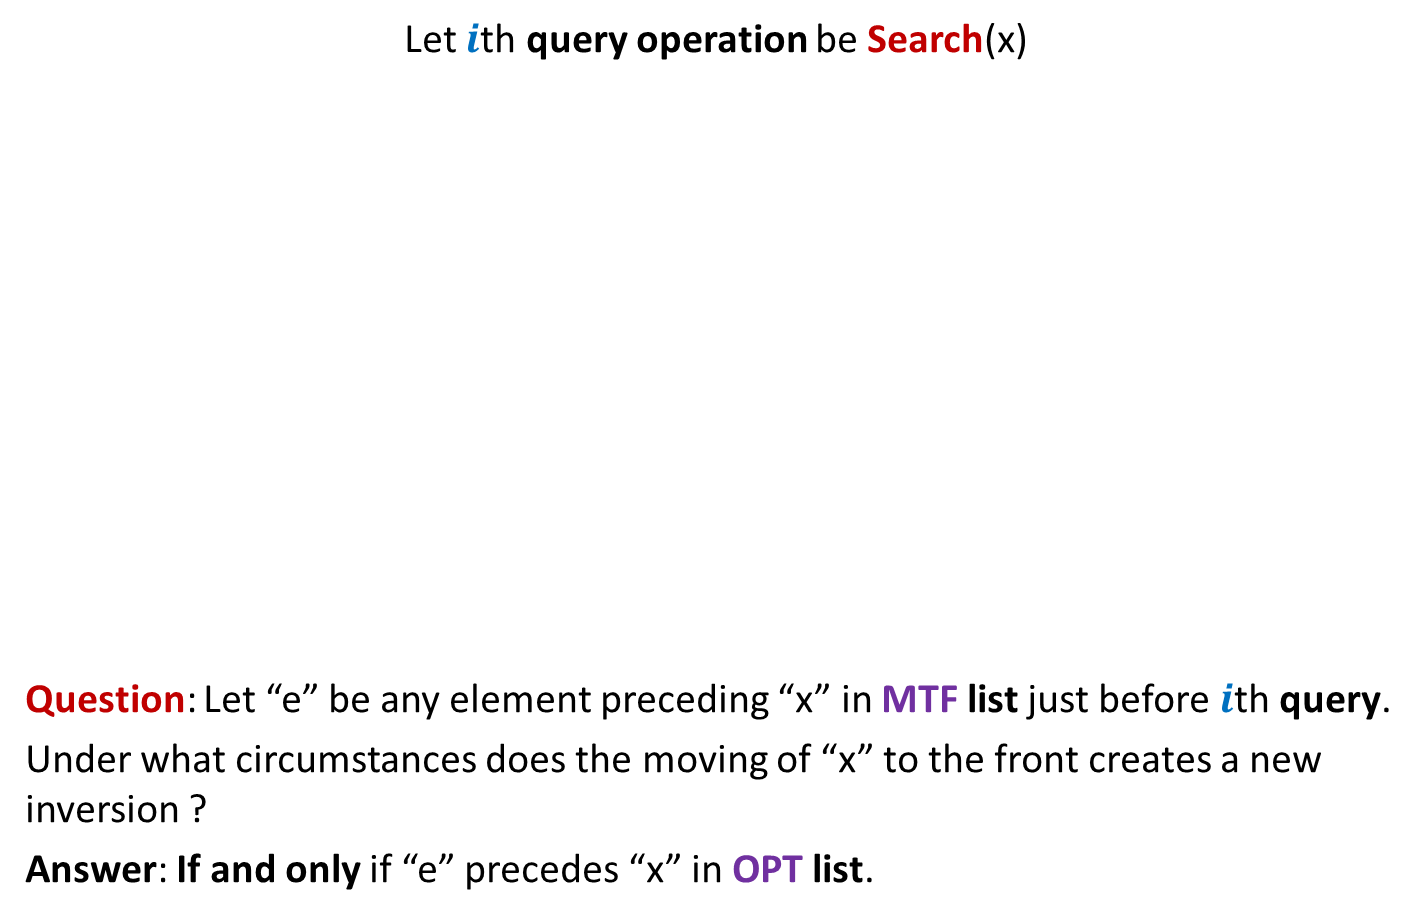 Let ith query operation be Search(x)
Question: Let “e” be any element preceding “x” in MTF list just before ith query.
Under what circumstances does the moving of “x” to the front creates a new
inversion ?
Answer: If and only if “e” precedes “x” in OPT list.